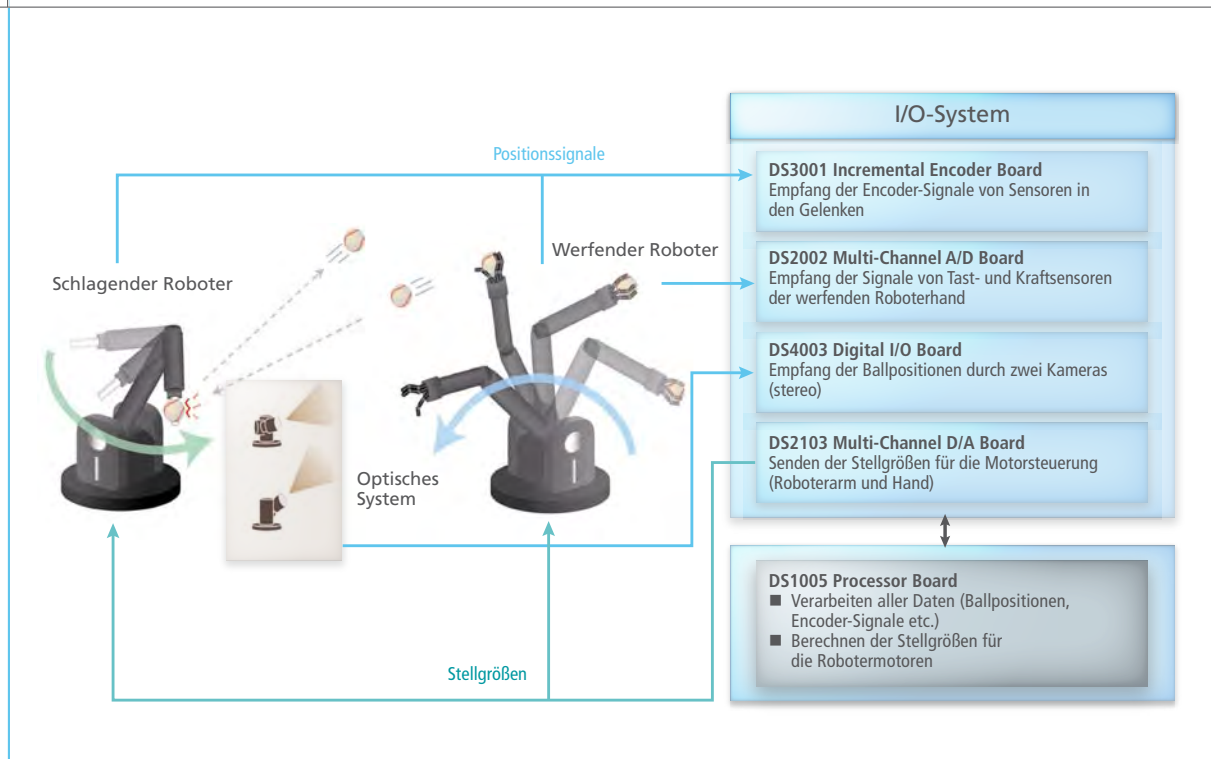 I/O-System
Positionssignale
DS3001 Incremental Encoder Board
Empfang der Encoder-Signale von Sensoren in
den Gelenken
Werfender Roboter
Schlagender Roboter
DS2002 Multi-Channel A/D Board
Empfang der Signale von Tast- und Kraftsensoren
der werfenden Roboterhand
DS4003 Digital I/O Board
Empfang der Ballpositionen durch zwei Kameras
(stereo)
DS2103 Multi-Channel D/A Board
Senden der Stellgrößen für die Motorsteuerung
(Roboterarm und Hand)
Optisches
System
DS1005 Processor Board
■ Verarbeiten aller Daten (Ballpositionen,
Encoder-Signale etc.)
■ Berechnen der Stellgrößen für
die Robotermotoren
Stellgrößen